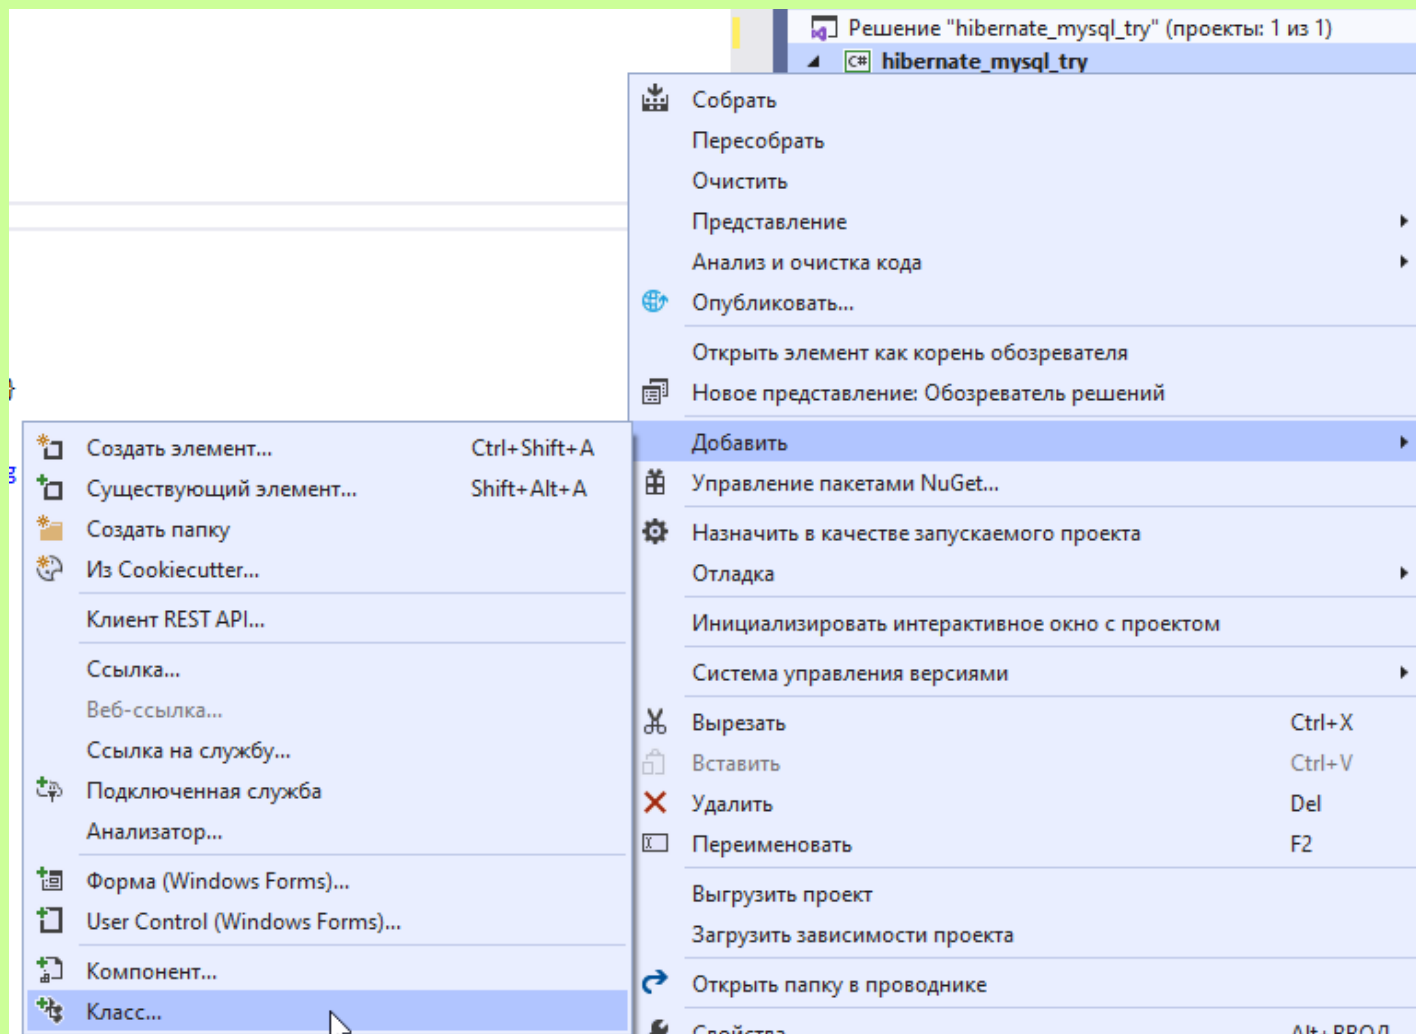 Решение "hibernate_mysql_try" (проекты: 1 из 1)
C# hibernate_mysql_try
Собрать
Пересобрать
Очистить
Представление
Анализ и очистка кода
Опубликовать...
Открыть элемент как корень обозревателя
Новое представление: Обозреватель решений
Добавить
Управление пакетами NuGet...
Назначить в качестве запускаемого проекта
Отладка
Инициализировать интерактивное окно с проектом
Система управления версиями
Вырезать Ctrl+X
Вставить Ctrl+V
Удалить Del
Переименовать F2
Выгрузить проект
Загрузить зависимости проекта
Открыть папку в проводнике
Свойства Alt+ВВОД
}
g
Создать элемент... Ctrl+Shift+A
Существующий элемент... Shift+Alt+A
Создать папку
Из Cookiecutter...
Клиент REST API...
Ссылка...
Веб-ссылка...
Ссылка на службу...
Подключенная служба
Анализатор...
Форма (Windows Forms)...
User Control (Windows Forms)...
Компонент...
Класс...